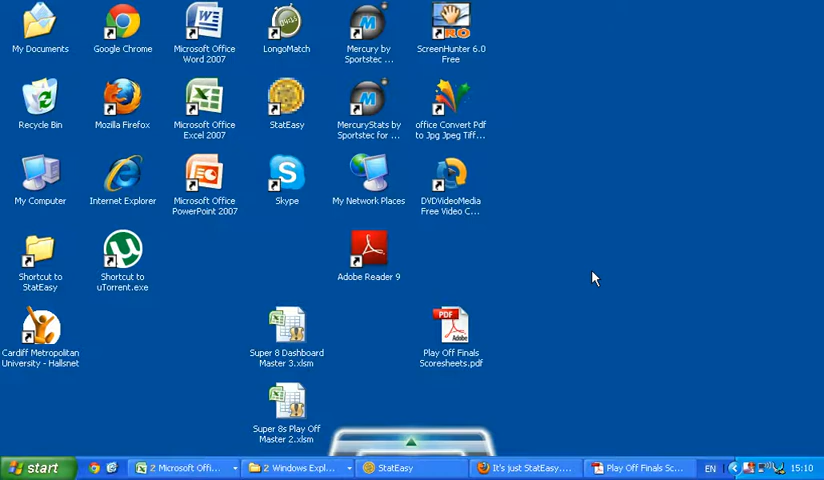 My Documents
Google Chrome
Microsoft Office
Word 2007
LongoMatch
Mercury by
Sportstec ...
ScreenHunter 6.0
Free
Recycle Bin
Mozilla Firefox
Microsoft Office
Excel 2007
StatEasy
MercuryStats by
Sportstec for ...
office Convert Pdf
to Jpg Jpeg Tiff...
My Computer
Internet Explorer
Microsoft Office
PowerPoint 2007
Skype
My Network Places
DVDVideoMedia
Free Video C...
Shortcut to
StatEasy
Shortcut to
uTorrent.exe
Adobe Reader 9
Cardiff Metropolitan
University - Hallsnet
Super 8 Dashboard
Master 3.xlsm
PDF
Adobe
Play Off Finals
Scoresheets.pdf
Super 8s Play Off
Master 2.xlsm
start
2 Microsoft Offi...
2 Windows Expl...
StatEasy
It's just StatEasy....
Play Off Finals Sc...
EN
15:10